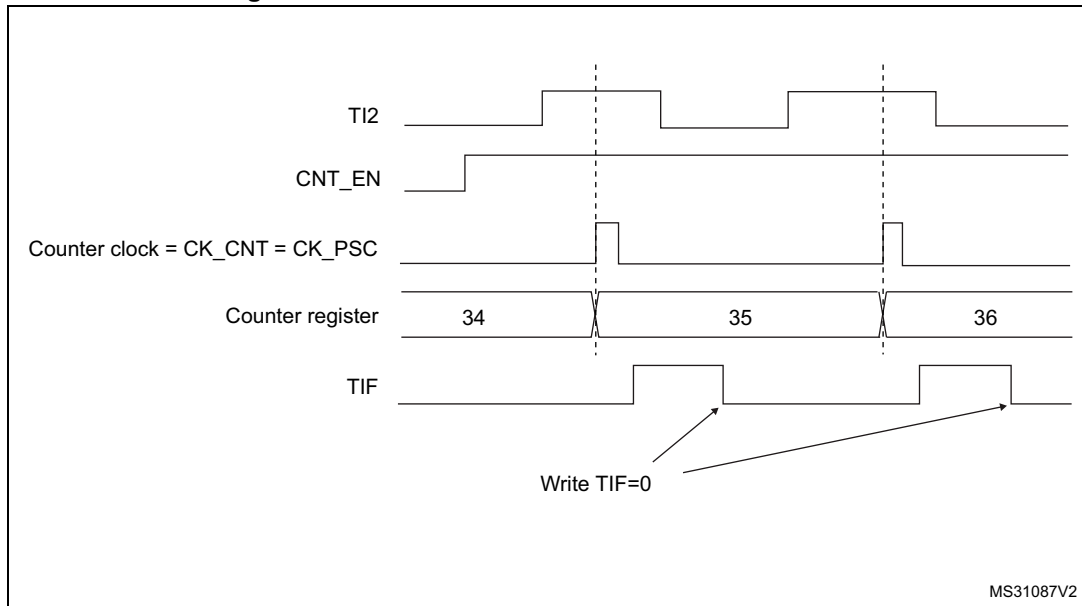 TI2
CNT_EN
Counter clock = CK_CNT = CK_PSC
Counter register 34 35 36
TIF
Write TIF=0
MS31087V2